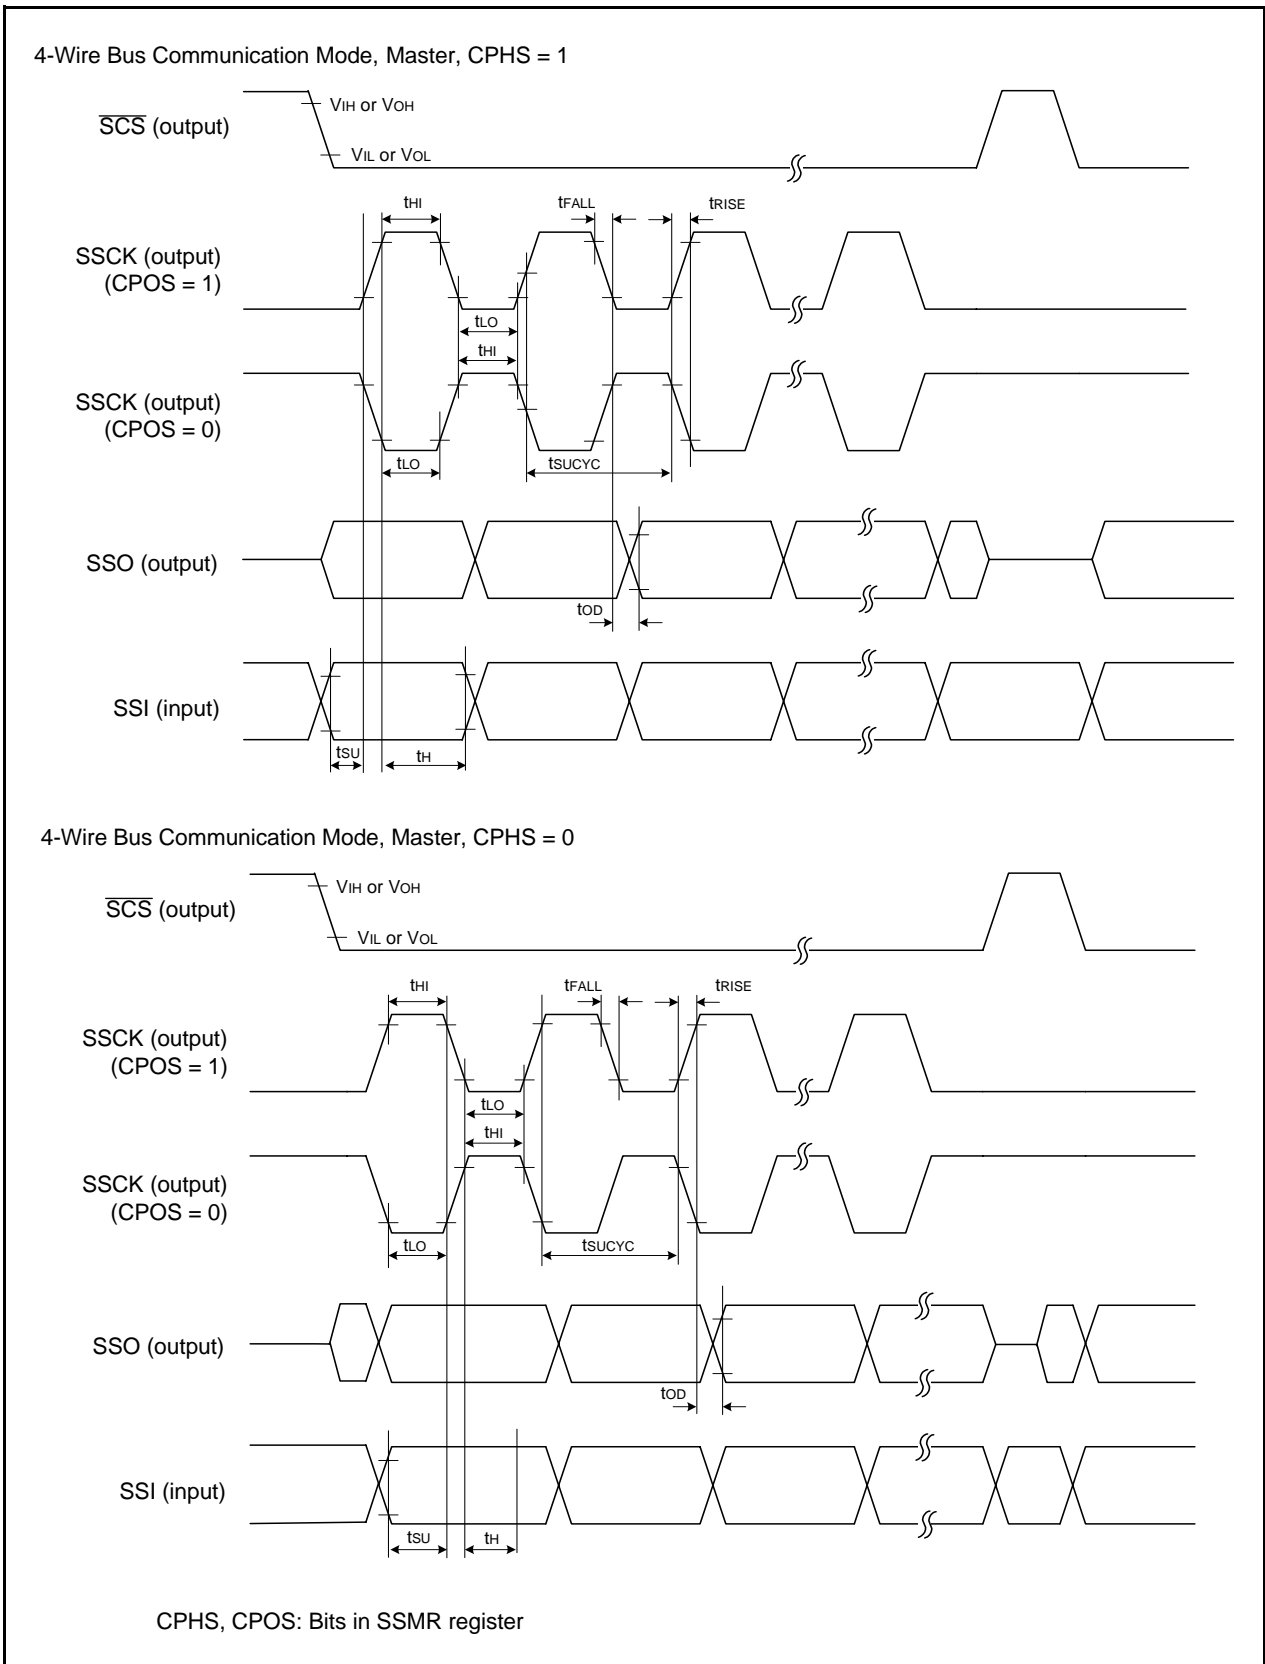 4-Wire Bus Communication Mode, Master, CPHS = 1
VIH or VOH
SCS (output)
VIL or VOL
tHI
tFALL
tRISE
SSCK (output)
(CPOS = 1)
tLO
tHI
SSCK (output)
(CPOS = 0)
tLO
tSUCYC
SSO (output)
tOD
SSI (input)
tSU
tH
4-Wire Bus Communication Mode, Master, CPHS = 0
VIH or VOH
SCS (output)
VIL or VOL
tHI
tFALL
tRISE
SSCK (output)
(CPOS = 1)
tLO
tHI
SSCK (output)
(CPOS = 0)
tLO
tSUCYC
SSO (output)
tOD
SSI (input)
tSU
tH
CPHS, CPOS: Bits in SSMR register